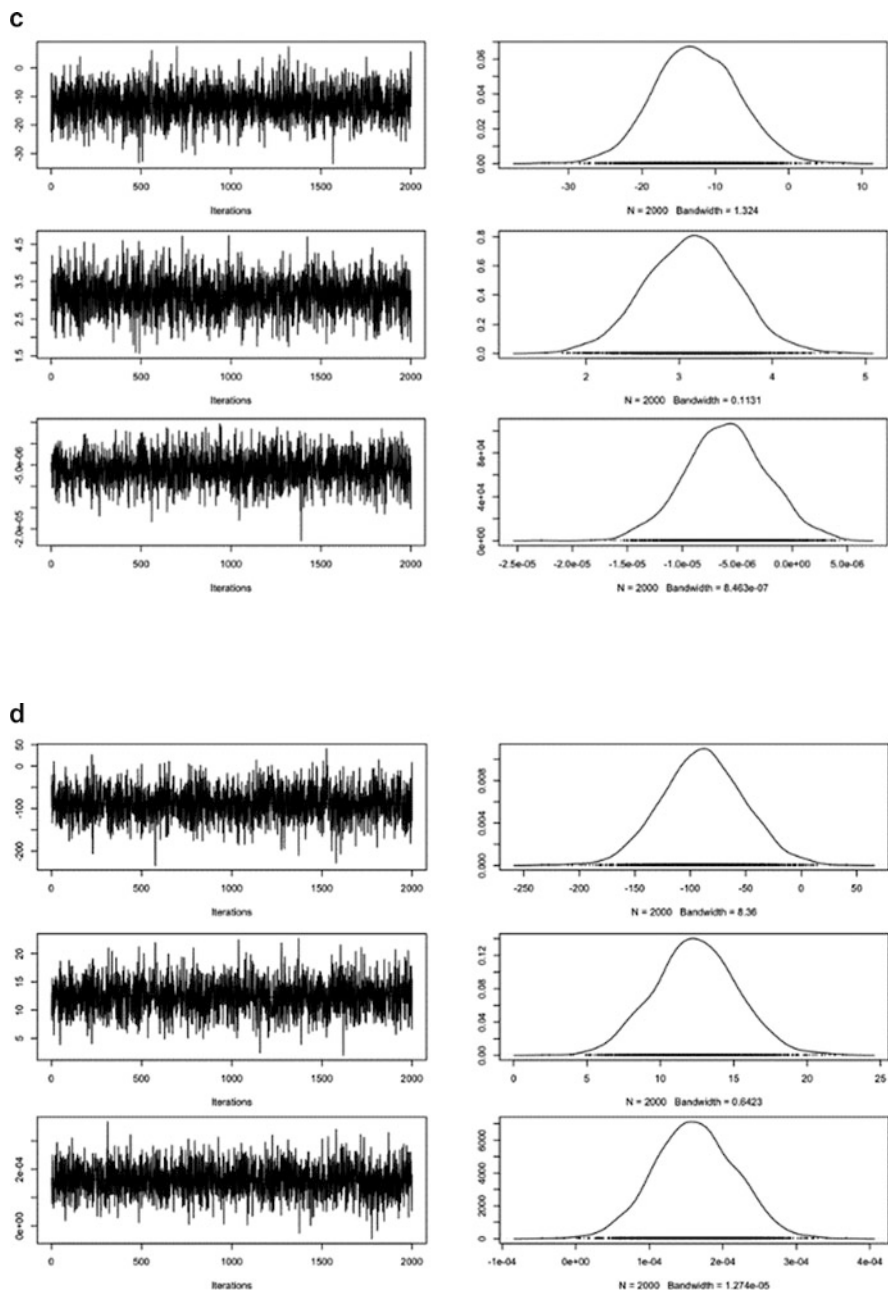 c
0
-10
-20
-30
0 500 1000 1500 2000
Iterations
0.06
0.04
0.02
0.00
-30 -20 -10 0 10
N = 2000 Bandwidth = 1.324
4.5
3.5
2.5
1.5
0 500 1000 1500 2000
Iterations
0.8
0.6
0.4
0.2
0.0
2 3 4 5
N = 2000 Bandwidth = 0.1131
-5.0e-06
-2.0e-05
0 500 1000 1500 2000
Iterations
8e+04
4e+04
0e+00
-2.5e-05 -2.0e-05 -1.5e-05 -1.0e-05 -5.0e-06 0.0e+00 5.0e-06
N = 2000 Bandwidth = 8.463e-07
d
50
0
-100
-200
0 500 1000 1500 2000
Iterations
0.008
0.004
0.000
-250 -200 -150 -100 -50 0 50
N = 2000 Bandwidth = 8.36
20
15
10
5
0 500 1000 1500 2000
Iterations
0.12
0.08
0.04
0.00
0 5 10 15 20 25
N = 2000 Bandwidth = 0.6423
2e-04
0e+00
0 500 1000 1500 2000
Iterations
6000
4000
2000
0
-1e-04 0e+00 1e-04 2e-04 3e-04 4e-04
N = 2000 Bandwidth = 1.274e-05